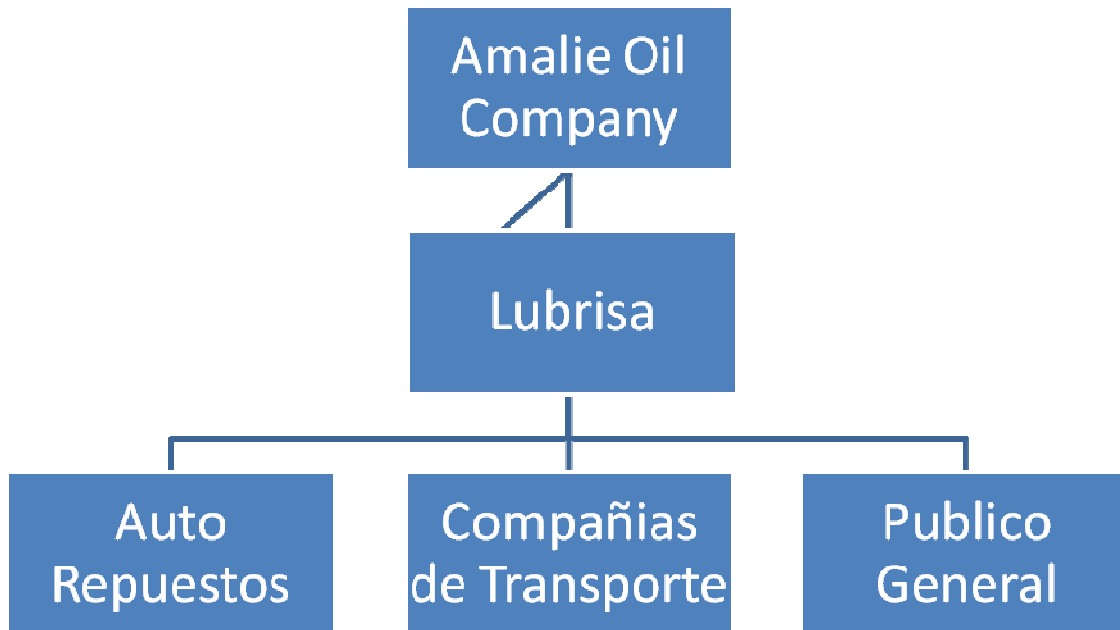 Amalie Oil
Company
Lubrisa
Auto
Repuestos
Compañias
de Transporte
Publico
General